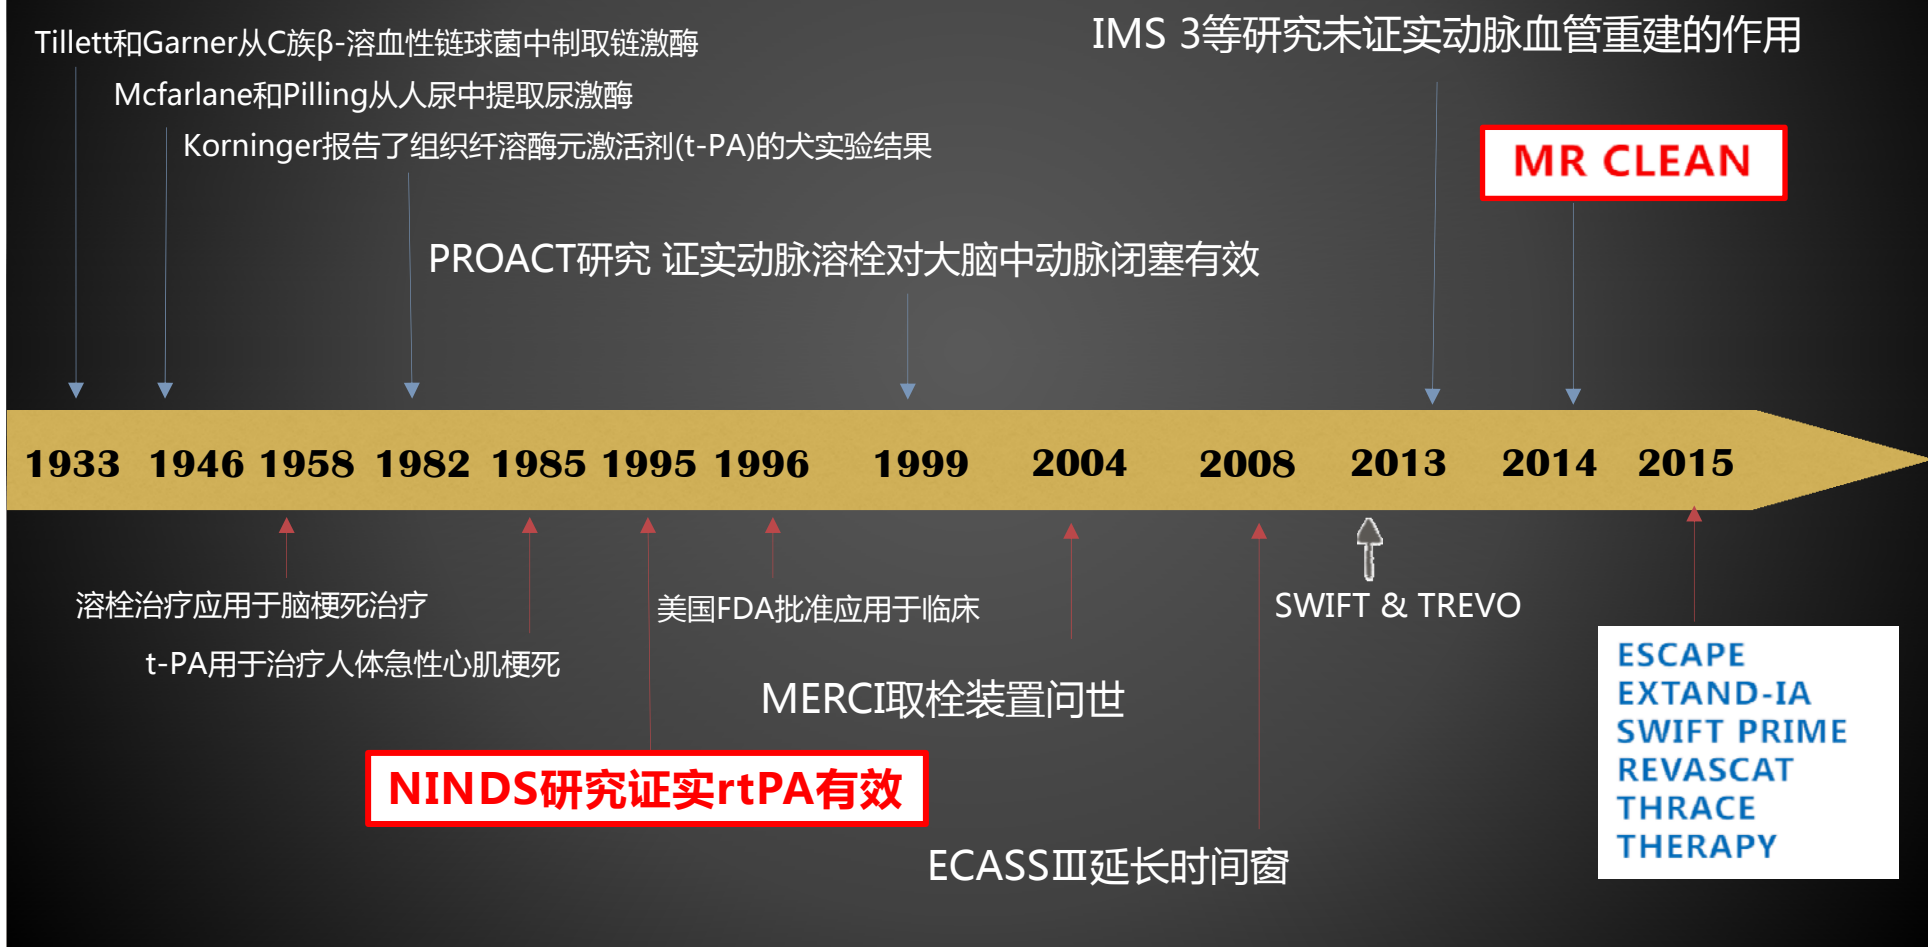 IMS 3等研究未证实动脉血管重建的作用
Tillett和Garner从C族β-溶血性链球菌中制取链激酶
Mcfarlane和Pilling从人尿中提取尿激酶
Korninger报告了组织纤溶酶元激活剂(t-PA)的犬实验结果
MR CLEAN
PROACT研究 证实动脉溶栓对大脑中动脉闭塞有效
1933 1946 1958 1982 1985 1995 1996 1999 2004 2008 2013 2014 2015
溶栓治疗应用于脑梗死治疗
美国FDA批准应用于临床
SWIFT & TREVO
t-PA用于治疗人体急性心肌梗死
MERCI取栓装置问世
NINDS研究证实rtPA有效
ECASSⅢ延长时间窗
ESCAPE
EXTAND-IA
SWIFT PRIME
REVASCAT
THRACE
THERAPY